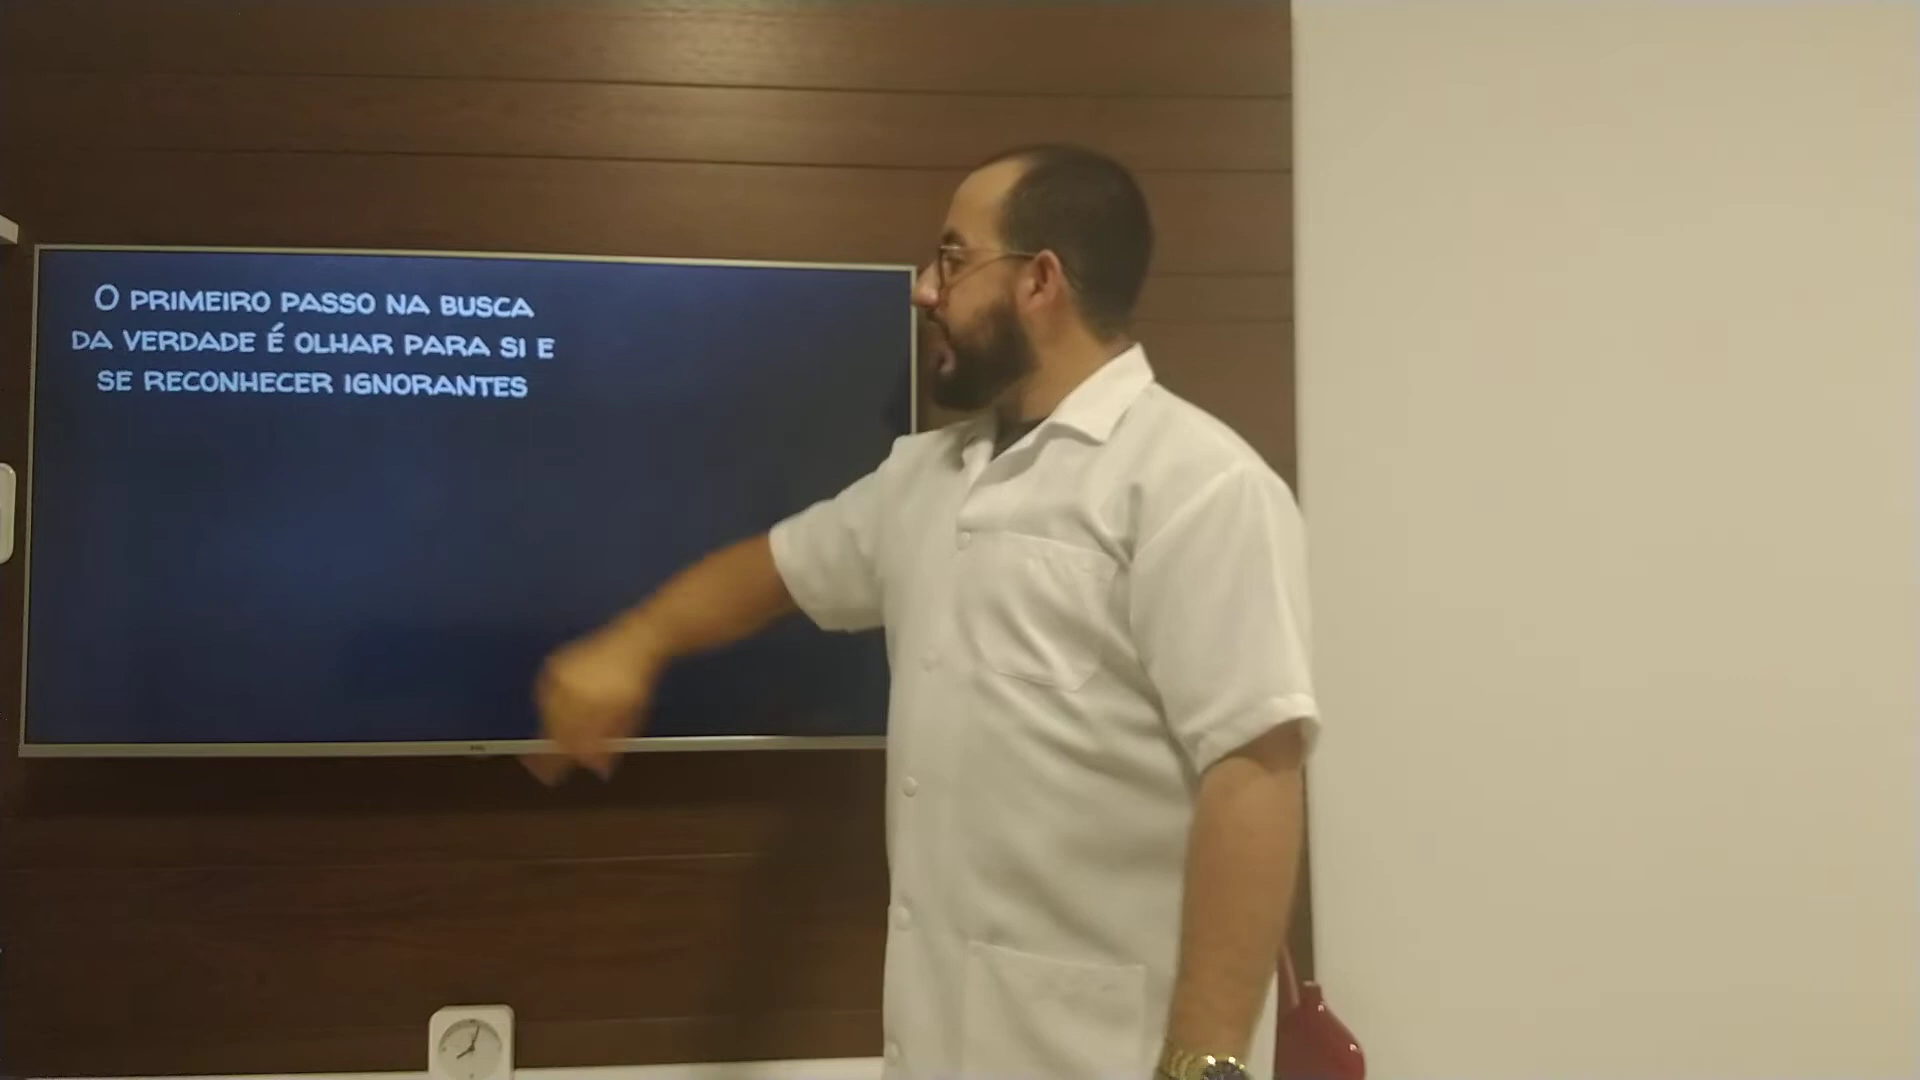 O PRIMEIRO PASSO NA BUSCA
DA VERDADE É OLHAR PARA SI E
SE RECONHECER IGNORANTES